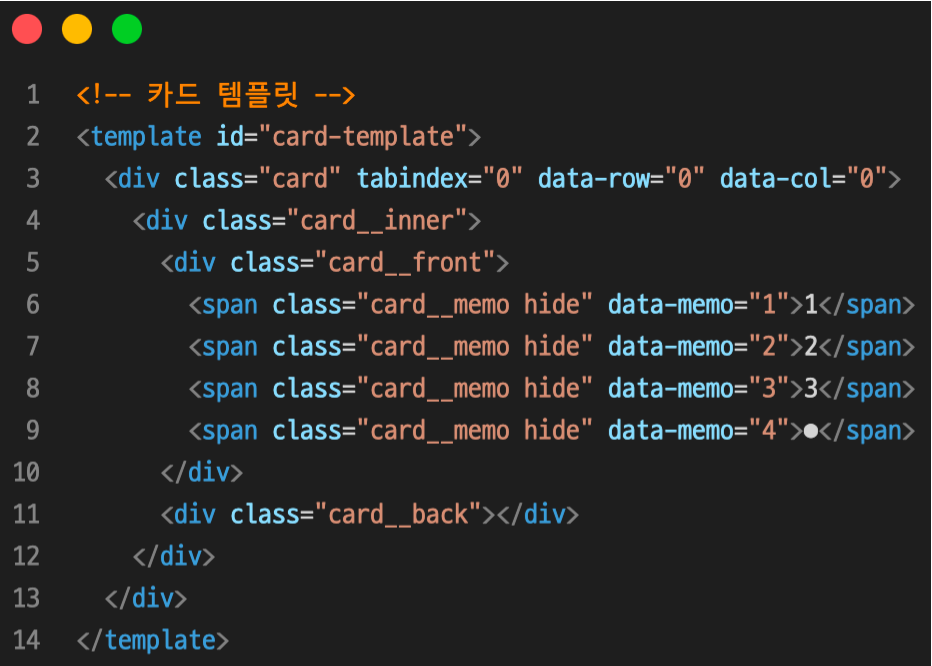 1 <!-- 카드 템플릿 -->
2 <template id="card-template">
3 <div class="card" tabindex="0" data-row="0" data-col="0">
4 <div class="card__inner">
5 <div class="card__front">
6 <span class="card__memo hide" data-memo="1">1</span>
7 <span class="card__memo hide" data-memo="2">2</span>
8 <span class="card__memo hide" data-memo="3">3</span>
9 <span class="card__memo hide" data-memo="4">●</span>
10 </div>
11 <div class="card__back"></div>
12 </div>
13 </div>
14 </template>